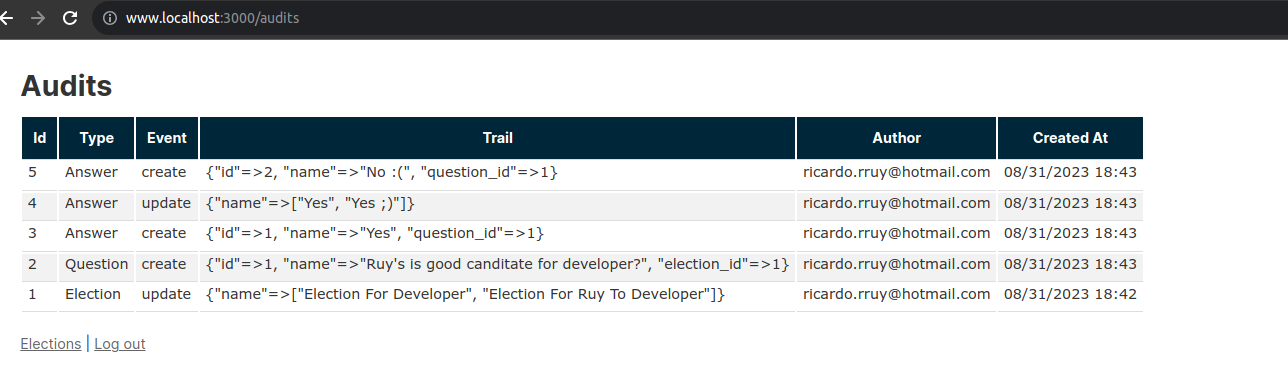 www.localhost:3000/audits
Audits
Id Type Event Trail Author Created At
5 Answer create {"id"=>2, "name"=>"No :(", "question_id"=>1} ricardo.rruy@hotmail.com 08/31/2023 18:43
4 Answer update {"name"=>["Yes", "Yes ;)"]} ricardo.rruy@hotmail.com 08/31/2023 18:43
3 Answer create {"id"=>1, "name"=>"Yes", "question_id"=>1} ricardo.rruy@hotmail.com 08/31/2023 18:43
2 Question create {"id"=>1, "name"=>"Ruy's is good canditate for developer?", "election_id"=>1} ricardo.rruy@hotmail.com 08/31/2023 18:43
1 Election update {"name"=>["Election For Developer", "Election For Ruy To Developer"]} ricardo.rruy@hotmail.com 08/31/2023 18:42
Elections | Log out